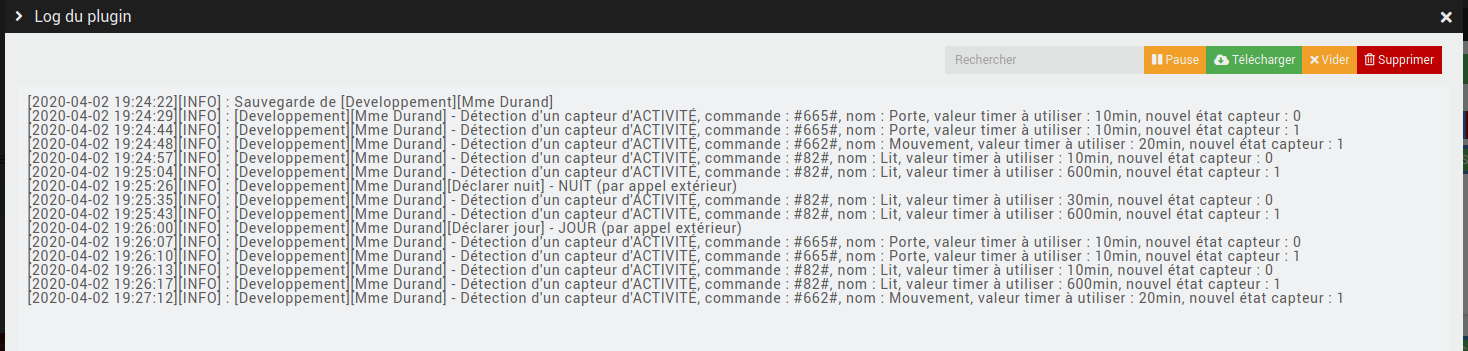 Log du plugin
Rechercher
Pause
Télécharger
Vider
Supprimer
[2020-04-02 19:24:22][INFO] : Sauvegarde de [Developpement][Mme Durand]
[2020-04-02 19:24:29][INFO] : [Developpement][Mme Durand] - Détection d'un capteur d'ACTIVITÉ, commande : #665#, nom : Porte, valeur timer à utiliser : 10min, nouvel état capteur : 0
[2020-04-02 19:24:44][INFO] : [Developpement][Mme Durand] - Détection d'un capteur d'ACTIVITÉ, commande : #665#, nom : Porte, valeur timer à utiliser : 10min, nouvel état capteur : 1
[2020-04-02 19:24:48][INFO] : [Developpement][Mme Durand] - Détection d'un capteur d'ACTIVITÉ, commande : #662#, nom : Mouvement, valeur timer à utiliser : 20min, nouvel état capteur : 1
[2020-04-02 19:24:57][INFO] : [Developpement][Mme Durand] - Détection d'un capteur d'ACTIVITÉ, commande : #82#, nom : Lit, valeur timer à utiliser : 10min, nouvel état capteur : 0
[2020-04-02 19:25:04][INFO] : [Developpement][Mme Durand] - Détection d'un capteur d'ACTIVITÉ, commande : #82#, nom : Lit, valeur timer à utiliser : 600min, nouvel état capteur : 1
[2020-04-02 19:25:26][INFO] : [Developpement][Mme Durand][Déclarer nuit] - NUIT (par appel extérieur)
[2020-04-02 19:25:35][INFO] : [Developpement][Mme Durand] - Détection d'un capteur d'ACTIVITÉ, commande : #82#, nom : Lit, valeur timer à utiliser : 30min, nouvel état capteur : 0
[2020-04-02 19:25:43][INFO] : [Developpement][Mme Durand] - Détection d'un capteur d'ACTIVITÉ, commande : #82#, nom : Lit, valeur timer à utiliser : 600min, nouvel état capteur : 1
[2020-04-02 19:26:00][INFO] : [Developpement][Mme Durand][Déclarer jour] - JOUR (par appel extérieur)
[2020-04-02 19:26:07][INFO] : [Developpement][Mme Durand] - Détection d'un capteur d'ACTIVITÉ, commande : #665#, nom : Porte, valeur timer à utiliser : 10min, nouvel état capteur : 0
[2020-04-02 19:26:10][INFO] : [Developpement][Mme Durand] - Détection d'un capteur d'ACTIVITÉ, commande : #665#, nom : Porte, valeur timer à utiliser : 10min, nouvel état capteur : 1
[2020-04-02 19:26:13][INFO] : [Developpement][Mme Durand] - Détection d'un capteur d'ACTIVITÉ, commande : #82#, nom : Lit, valeur timer à utiliser : 10min, nouvel état capteur : 0
[2020-04-02 19:26:17][INFO] : [Developpement][Mme Durand] - Détection d'un capteur d'ACTIVITÉ, commande : #82#, nom : Lit, valeur timer à utiliser : 600min, nouvel état capteur : 1
[2020-04-02 19:27:12][INFO] : [Developpement][Mme Durand] - Détection d'un capteur d'ACTIVITÉ, commande : #662#, nom : Mouvement, valeur timer à utiliser : 20min, nouvel état capteur : 1